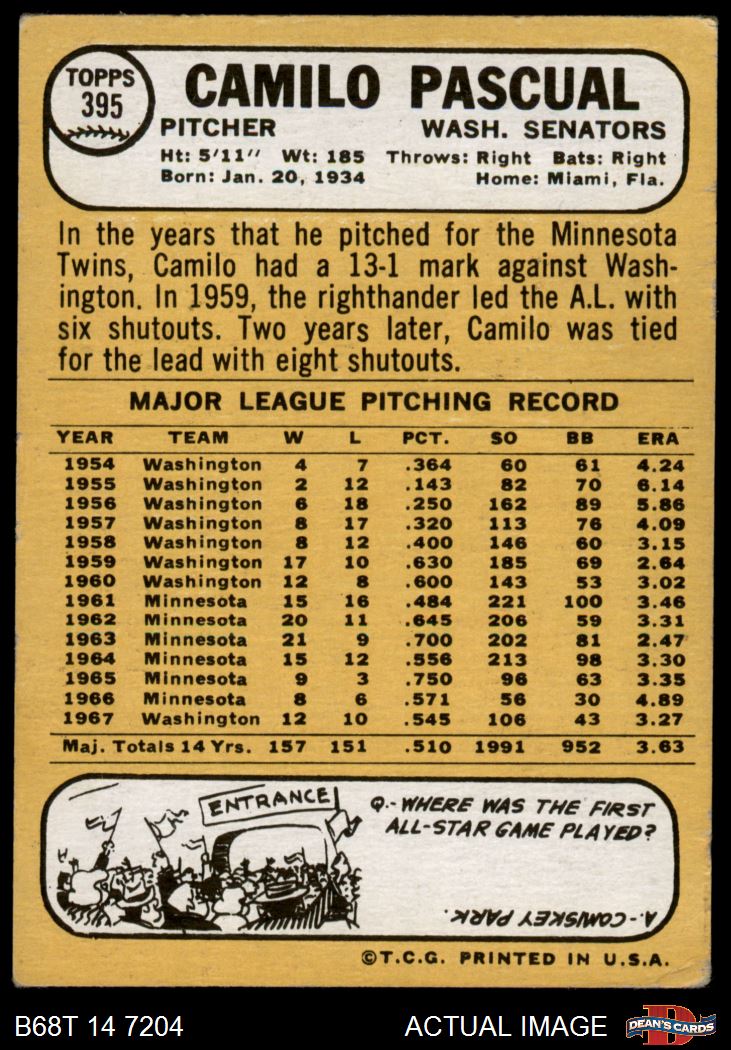 TOPPS
395
CAMILO PASCUAL
PITCHER WASH. SENATORS
Ht: 5'11" Wt: 185 Throws: Right Bats: Right
Born: Jan. 20, 1934 Home: Miami, Fla.
In the years that he pitched for the Minnesota
Twins, Camilo had a 13-1 mark against Wash-
ington. In 1959, the righthander led the A.L. with
six shutouts. Two years later, Camilo was tied
for the lead with eight shutouts.
MAJOR LEAGUE PITCHING RECORD
YEAR TEAM W L PCT. SO BB ERA
1954 Washington 4 7 .364 60 61 4.24
1955 Washington 2 12 .143 82 70 6.14
1956 Washington 6 18 .250 162 89 5.86
1957 Washington 8 17 .320 113 76 4.09
1958 Washington 8 12 .400 146 60 3.15
1959 Washington 17 10 .630 185 69 2.64
1960 Washington 12 8 .600 143 53 3.02
1961 Minnesota 15 16 .484 221 100 3.46
1962 Minnesota 20 11 .645 206 59 3.31
1963 Minnesota 21 9 .700 202 81 2.47
1964 Minnesota 15 12 .556 213 98 3.30
1965 Minnesota 9 3 .750 96 63 3.35
1966 Minnesota 8 6 .571 56 30 4.89
1967 Washington 12 10 .545 106 43 3.27
Maj. Totals 14 Yrs. 157 151 .510 1991 952 3.63
ENTRANCE
Q.- WHERE WAS THE FIRST
ALL-STAR GAME PLAYED?
A.- COMISKEY PARK.
©T.C.G. PRINTED IN U.S.A.
B68T 14 7204 ACTUAL IMAGE
D
DEAN'S CARDS